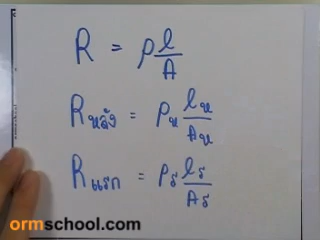 R = ρ l/A
Rหลัง = ρห lห/Aห
Rแรก = ρร lร/Aร
ormschool.com